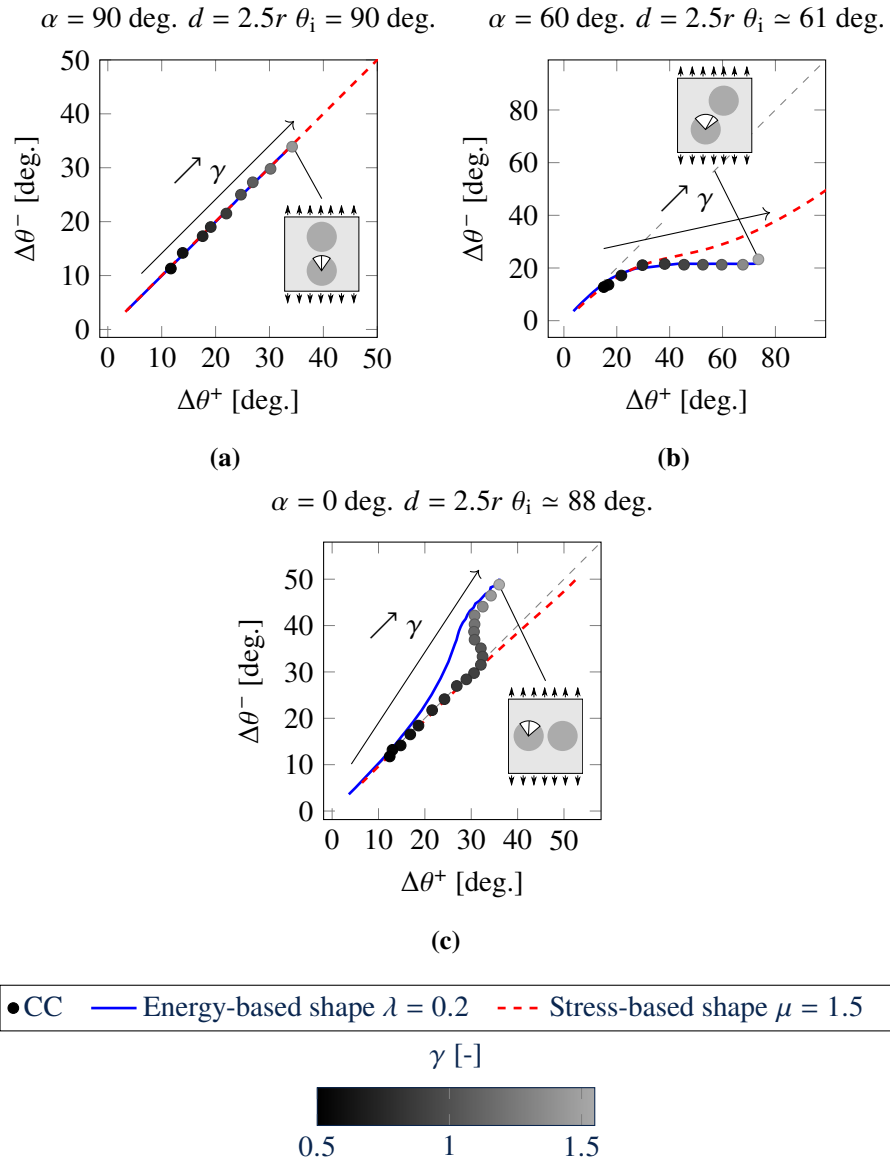 α = 90 deg. d = 2.5r θi = 90 deg.
50
40
30
20
10
0
Δθ− [deg.]
↗ γ
0 10 20 30 40 50
Δθ+ [deg.]
(a)
α = 60 deg. d = 2.5r θi ≃ 61 deg.
80
60
40
20
0
Δθ− [deg.]
↗ γ
0 20 40 60 80
Δθ+ [deg.]
(b)
α = 0 deg. d = 2.5r θi ≃ 88 deg.
50
40
30
20
10
0
Δθ− [deg.]
↗ γ
0 10 20 30 40 50
Δθ+ [deg.]
(c)
CC Energy-based shape λ = 0.2 Stress-based shape μ = 1.5
γ [-]
0.5 1 1.5